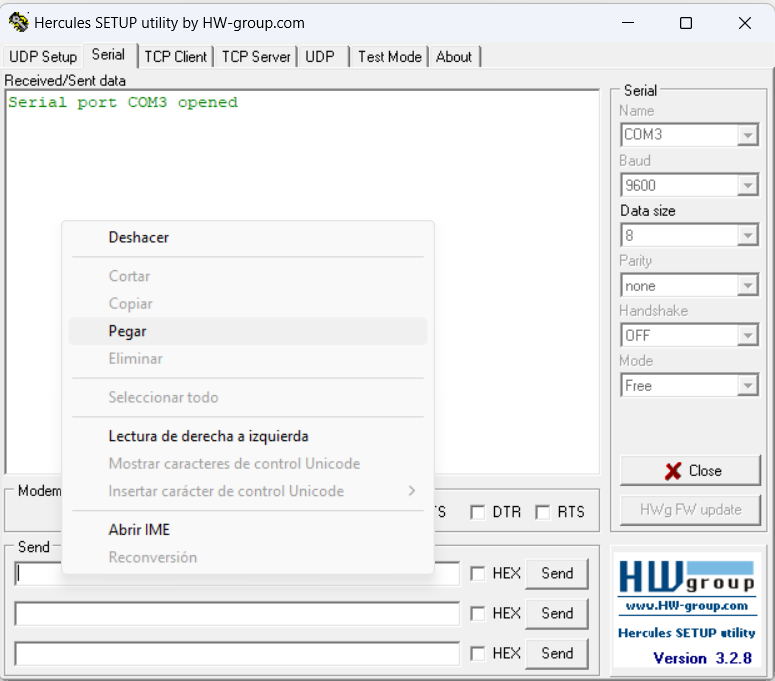 Hercules SETUP utility by HW-group.com
UDP Setup Serial TCP Client TCP Server UDP Test Mode About
Received/Sent data
Serial port COM3 opened
Serial
Name
COM3
Baud
9600
Data size
8
Parity
none
Handshake
OFF
Mode
Free
Close
HWg FW update
Deshacer
Cortar
Copiar
Pegar
Eliminar
Seleccionar todo
Lectura de derecha a izquierda
Mostrar caracteres de control Unicode
Insertar carácter de control Unicode
Abrir IME
Reconversión
Modem
DTR RTS
Send
HEX Send
HEX Send
HEX Send
HW group
www.HW-group.com
Hercules SETUP utility
Version 3.2.8